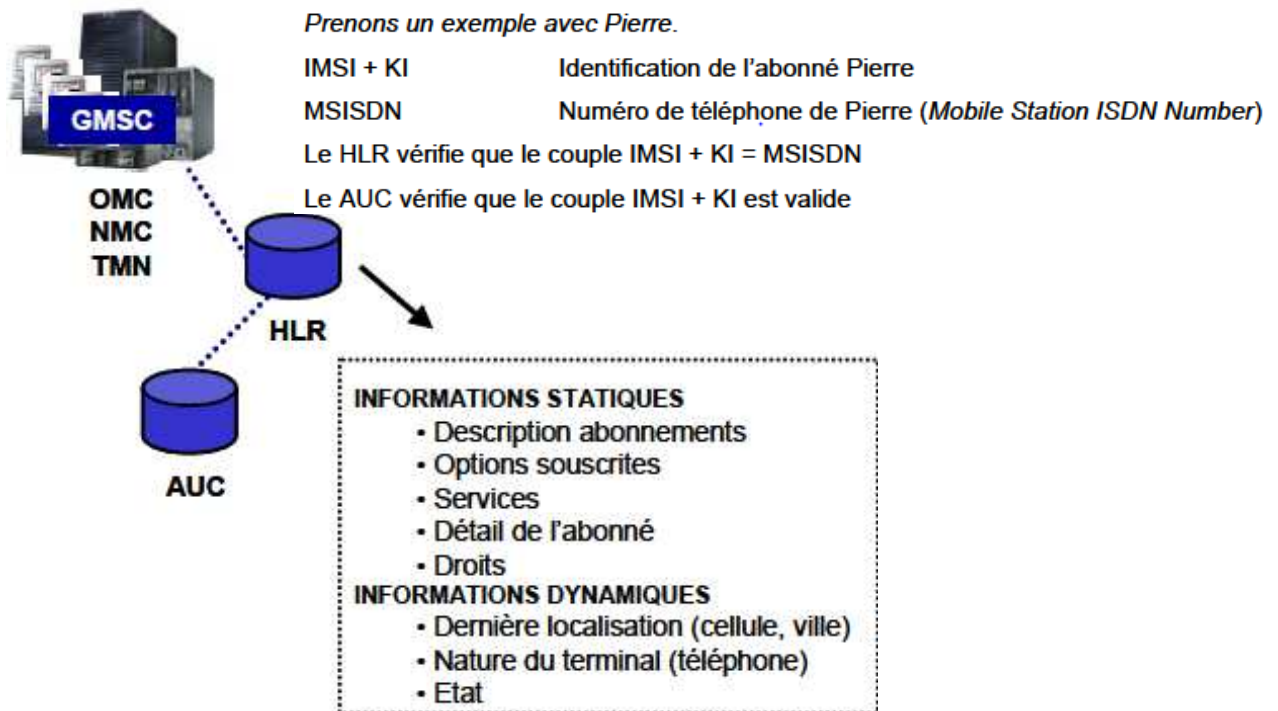 Prenons un exemple avec Pierre.
IMSI + KI Identification de l'abonné Pierre
MSISDN Numéro de téléphone de Pierre (Mobile Station ISDN Number)
Le HLR vérifie que le couple IMSI + KI = MSISDN
Le AUC vérifie que le couple IMSI + KI est valide
GMSC
OMC
NMC
TMN
HLR
AUC
INFORMATIONS STATIQUES
• Description abonnements
• Options souscrites
• Services
• Détail de l'abonné
• Droits
INFORMATIONS DYNAMIQUES
• Dernière localisation (cellule, ville)
• Nature du terminal (téléphone)
• Etat